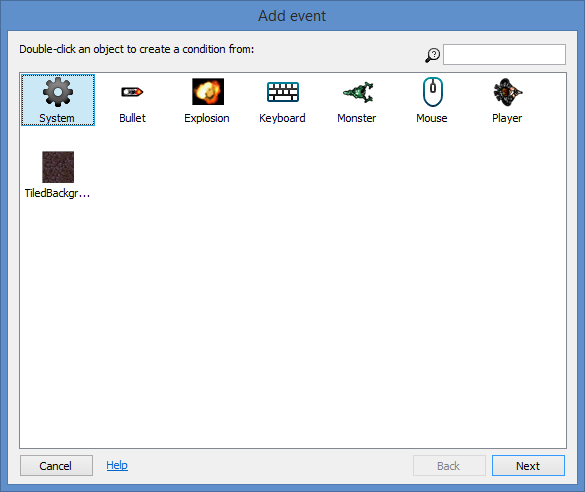 Add event
Double-click an object to create a condition from:
System Bullet Explosion Keyboard Monster Mouse Player
TiledBackgr...
Cancel Help Back Next